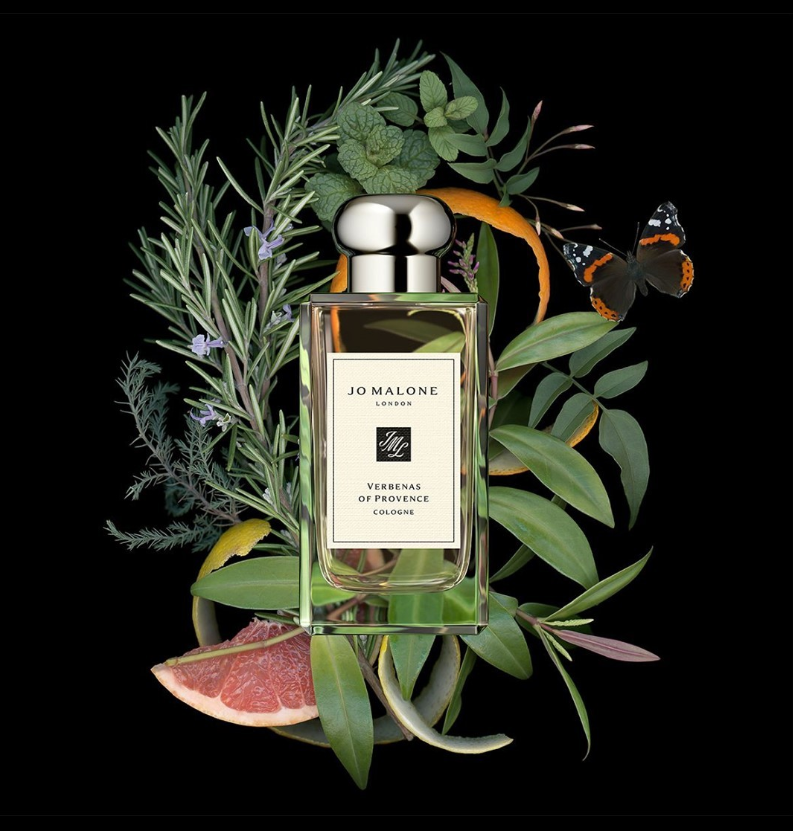 JO MALONE
LONDON
JML
VERBENAS
OF PROVENCE
COLOGNE